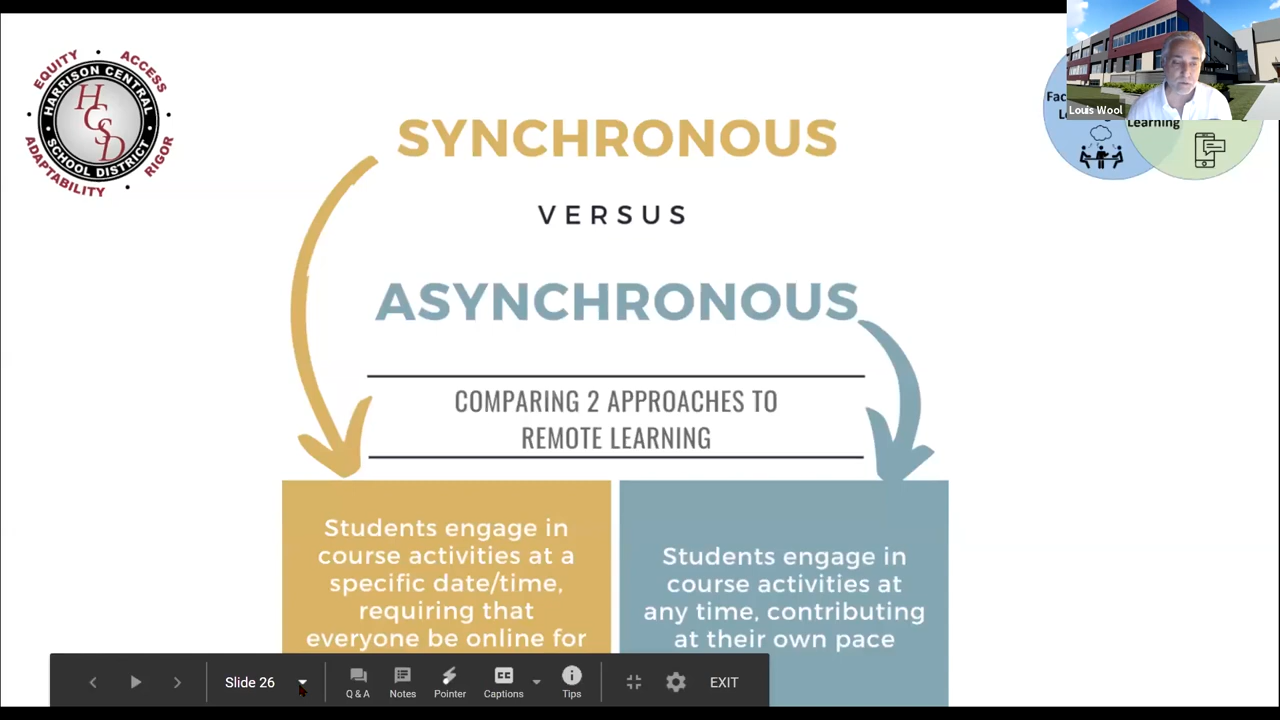 EQUITY
ACCESS
HARRISON CENTRAL
HCSD
SCHOOL DISTRICT
ADAPTABILITY
RIGOR
Louis Wool
Learning
SYNCHRONOUS
VERSUS
ASYNCHRONOUS
COMPARING 2 APPROACHES TO
REMOTE LEARNING
Students engage in
course activities at a
specific date/time,
requiring that
everyone be online for
Students engage in
course activities at
any time, contributing
at their own pace
Slide 26
Q & A
Notes
Pointer
CC
Captions
Tips
EXIT